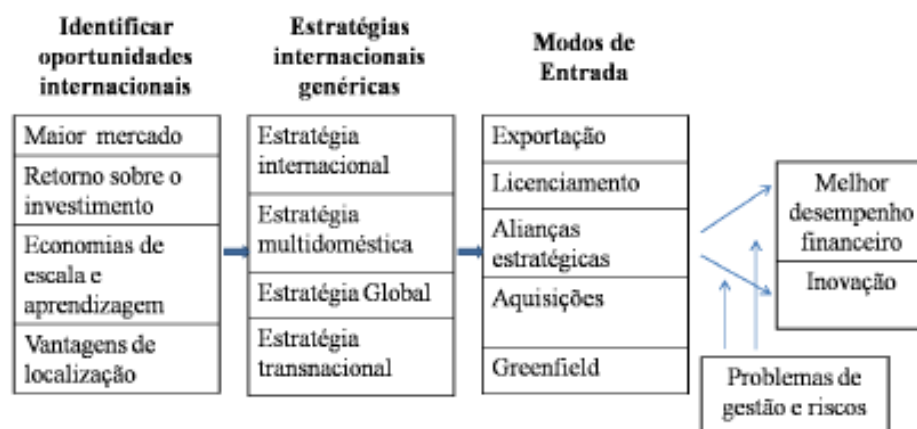 Identificar
oportunidades
internacionais
Maior mercado
Retorno sobre o
investimento
Economias de
escala e
aprendizagem
Vantagens de
localização
Estratégias
internacionais
genéricas
Estratégia
internacional
Estratégia
multidoméstica
Estratégia Global
Estratégia
transnacional
Modos de
Entrada
Exportação
Licenciamento
Alianças
estratégicas
Aquisições
Greenfield
Melhor
desempenho
financeiro
Inovação
Problemas de
gestão e riscos